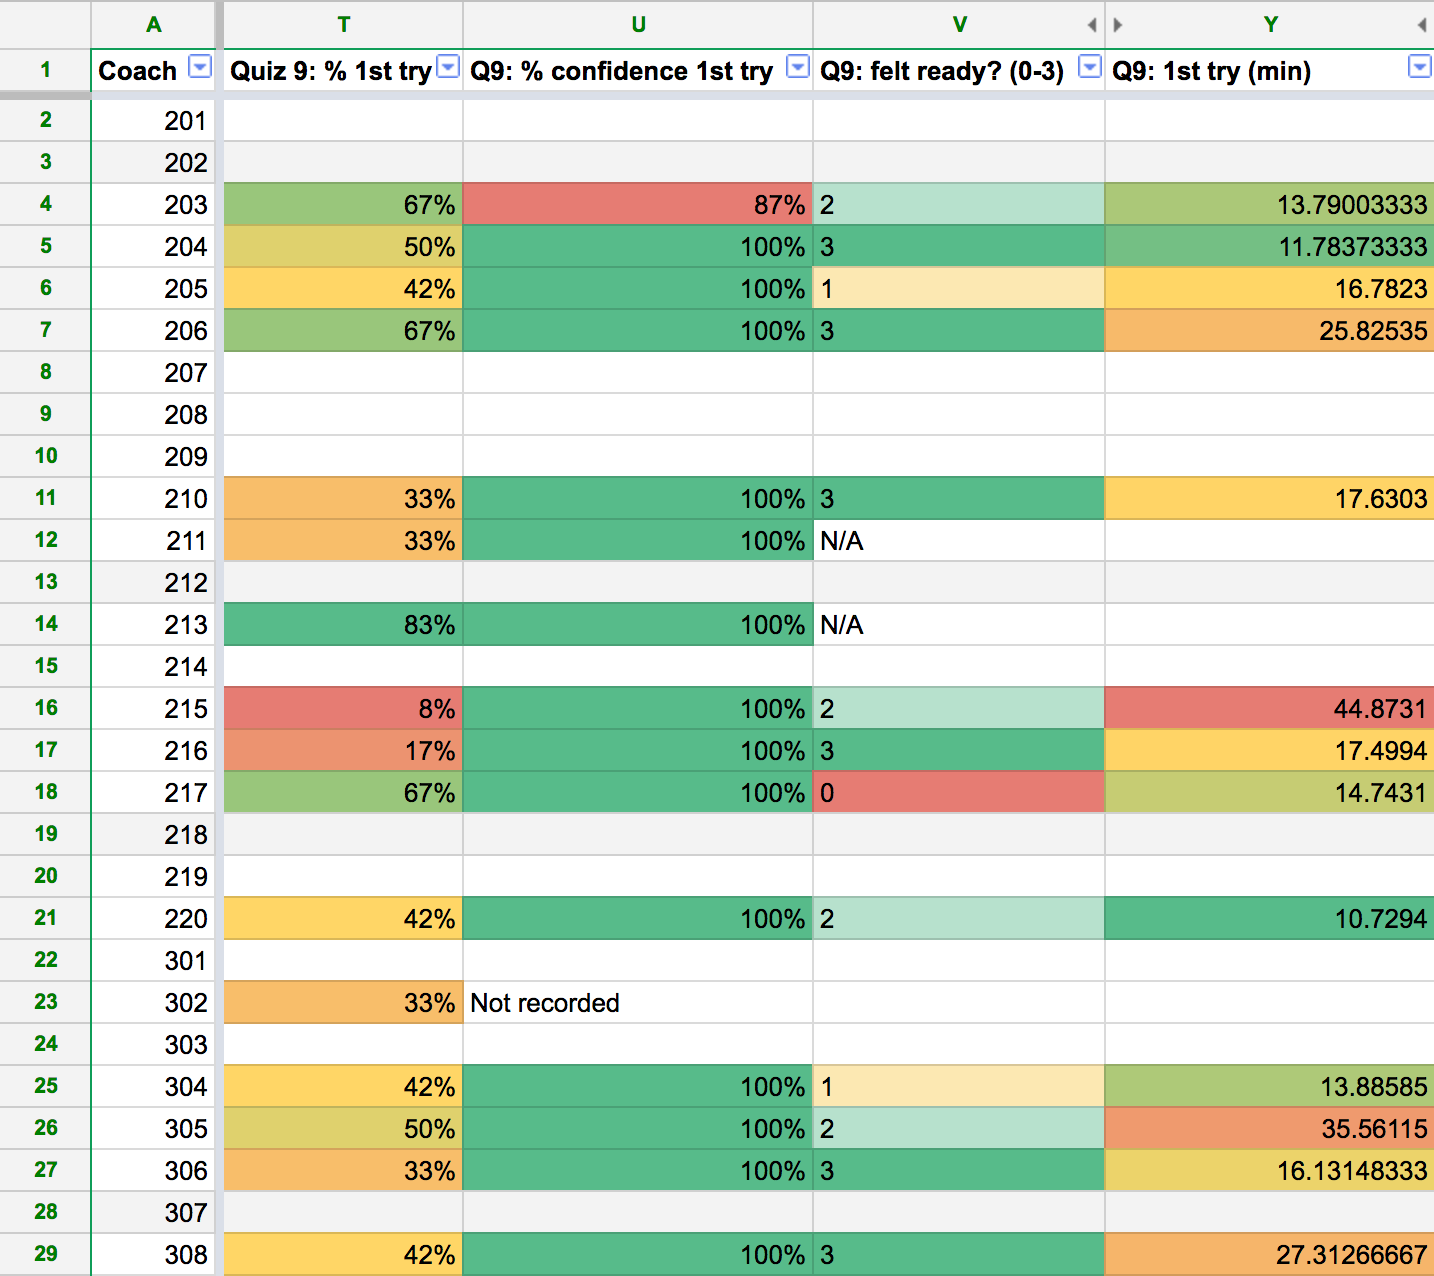 A T U V Y
1 Coach Quiz 9: % 1st try Q9: % confidence 1st try Q9: felt ready? (0-3) Q9: 1st try (min)
2 201
3 202
4 203 67% 87% 2 13.79003333
5 204 50% 100% 3 11.78373333
6 205 42% 100% 1 16.7823
7 206 67% 100% 3 25.82535
8 207
9 208
10 209
11 210 33% 100% 3 17.6303
12 211 33% 100% N/A
13 212
14 213 83% 100% N/A
15 214
16 215 8% 100% 2 44.8731
17 216 17% 100% 3 17.4994
18 217 67% 100% 0 14.7431
19 218
20 219
21 220 42% 100% 2 10.7294
22 301
23 302 33% Not recorded
24 303
25 304 42% 100% 1 13.88585
26 305 50% 100% 2 35.56115
27 306 33% 100% 3 16.13148333
28 307
29 308 42% 100% 3 27.31266667